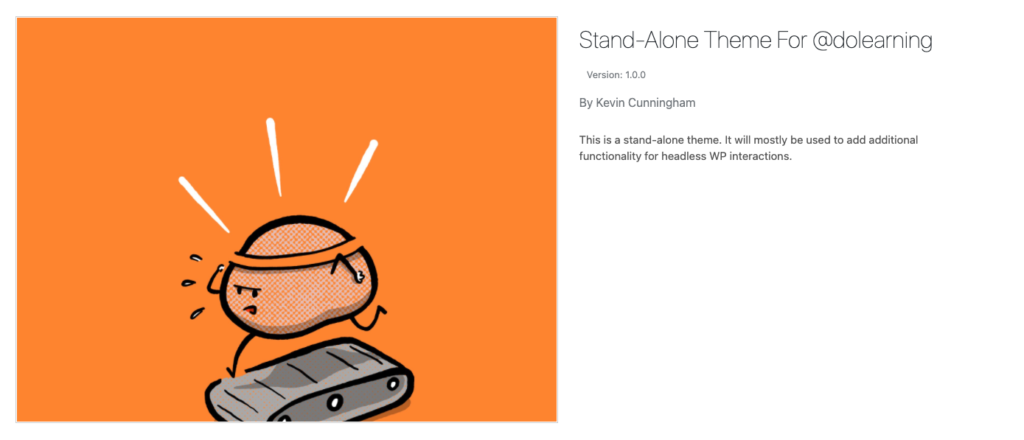 Stand-Alone Theme For @dolearning
Version: 1.0.0
By Kevin Cunningham
This is a stand-alone theme. It will mostly be used to add additional
functionality for headless WP interactions.